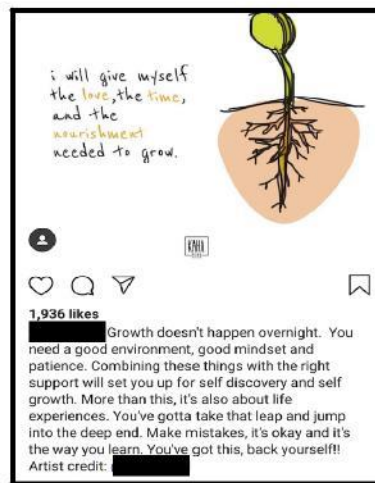 i will give myself
the love, the time,
and the
nourishment
needed to grow.
1,936 likes
Growth doesn't happen overnight. You
need a good environment, good mindset and
patience. Combining these things with the right
support will set you up for self discovery and self
growth. More than this, it's also about life
experiences. You've gotta take that leap and jump
into the deep end. Make mistakes, it's okay and it's
the way you learn. You've got this, back yourself!!
Artist credit: